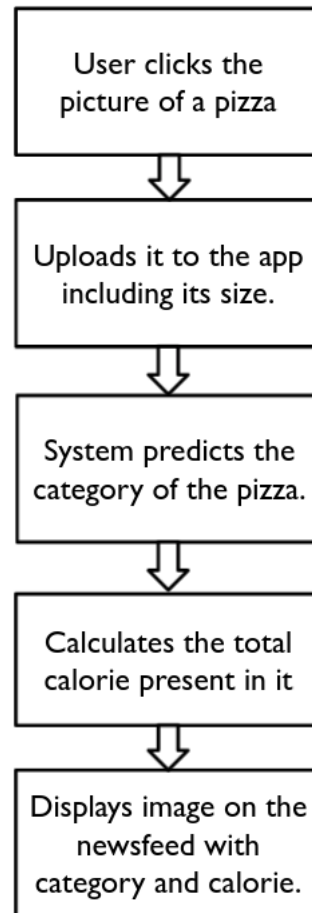 User clicks the
picture of a pizza
Uploads it to the app
including its size.
System predicts the
category of the pizza.
Calculates the total
calorie present in it
Displays image on the
newsfeed with
category and calorie.